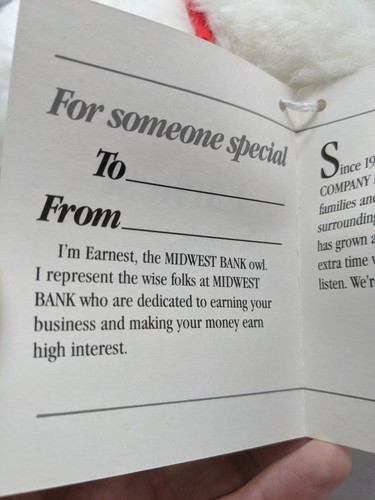 For someone special
To
From
I'm Earnest, the MIDWEST BANK owl.
I represent the wise folks at MIDWEST
BANK who are dedicated to earning your
business and making your money earn
high interest.
Since 19
COMPANY
families and
surrounding
has grown a
extra time
listen. We're